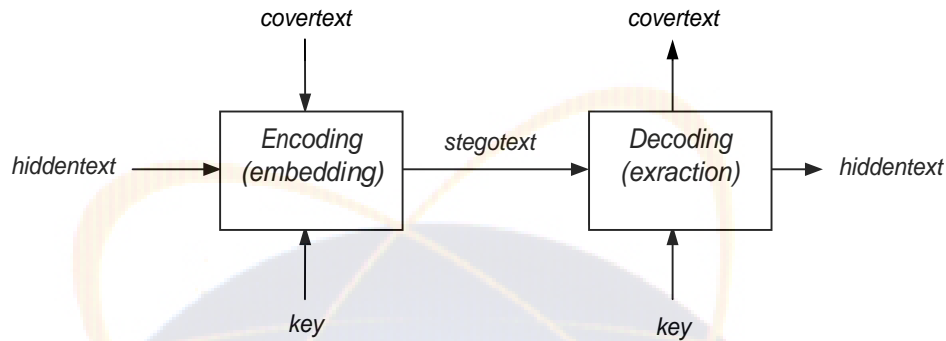 covertext
covertext
Encoding
(embedding)
Decoding
(exraction)
hiddentext
stegotext
hiddentext
key
key